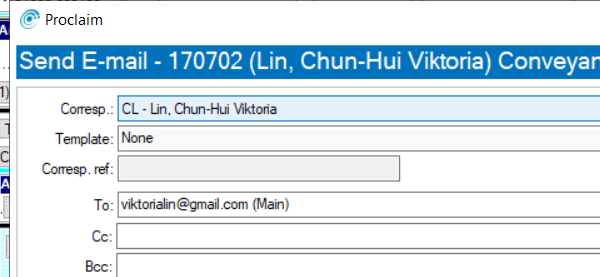 Proclaim
Send E-mail - 170702 (Lin, Chun-Hui Viktoria) Conveyan
Corresp.: CL - Lin, Chun-Hui Viktoria
Template: None
Corresp. ref:
To: viktorialin@gmail.com (Main)
Cc:
Bcc: